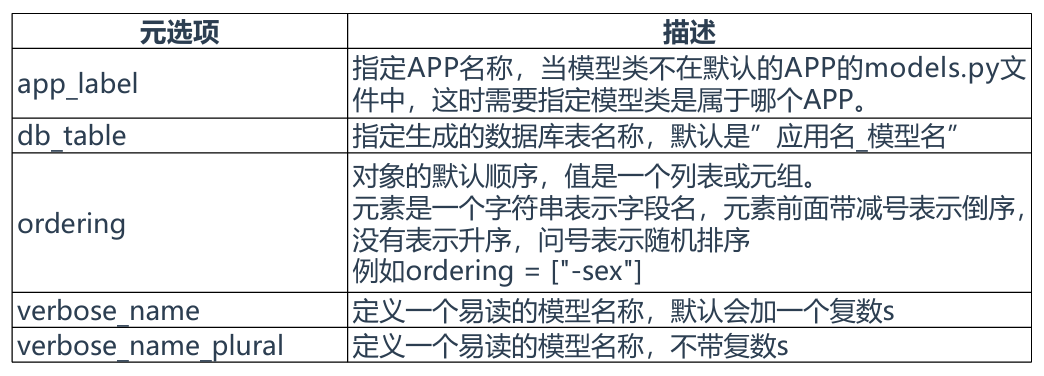 元选项 描述
app_label 指定APP名称，当模型类不在默认的APP的models.py文
件中，这时需要指定模型类是属于哪个APP。
db_table 指定生成的数据库表名称，默认是”应用名_模型名”
ordering 对象的默认顺序，值是一个列表或元组。
元素是一个字符串表示字段名，元素前面带减号表示倒序，
没有表示升序，问号表示随机排序
例如ordering = ["-sex"]
verbose_name 定义一个易读的模型名称，默认会加一个复数s
verbose_name_plural 定义一个易读的模型名称，不带复数s